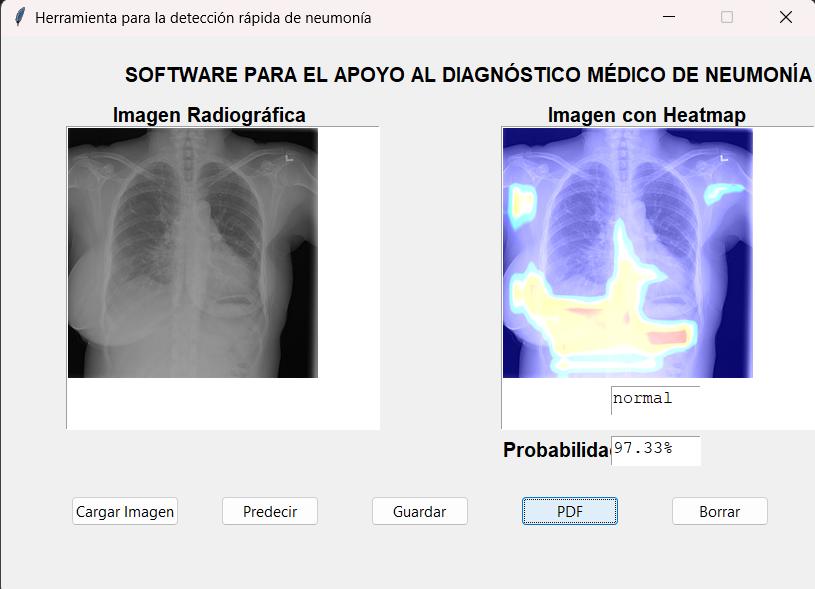 Herramienta para la detección rápida de neumonía
SOFTWARE PARA EL APOYO AL DIAGNÓSTICO MÉDICO DE NEUMONÍA
Imagen Radiográfica
Imagen con Heatmap
L
L
normal
Probabilida
97.33%
Cargar Imagen
Predecir
Guardar
PDF
Borrar